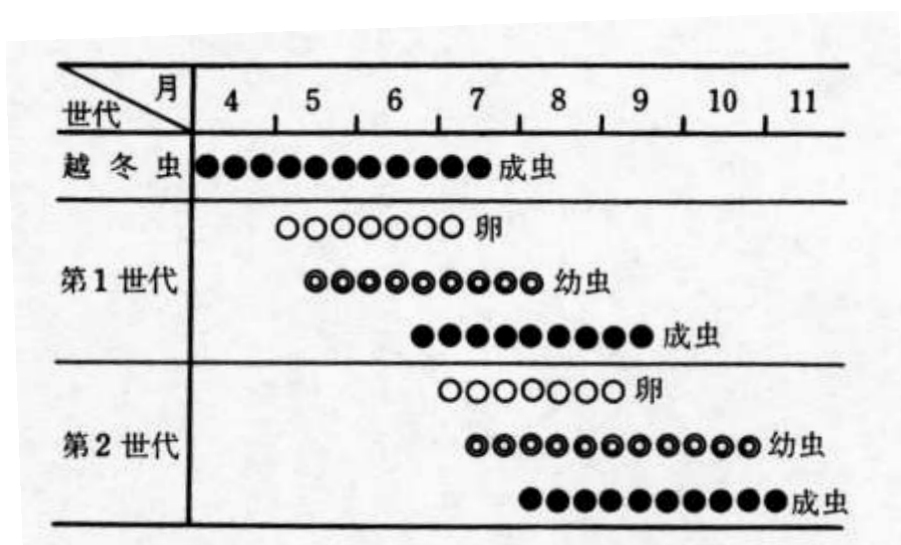 月
世代
4 5 6 7 8 9 10 11
越冬虫 成虫
卵
第1世代 幼虫
成虫
卵
第2世代 幼虫
成虫